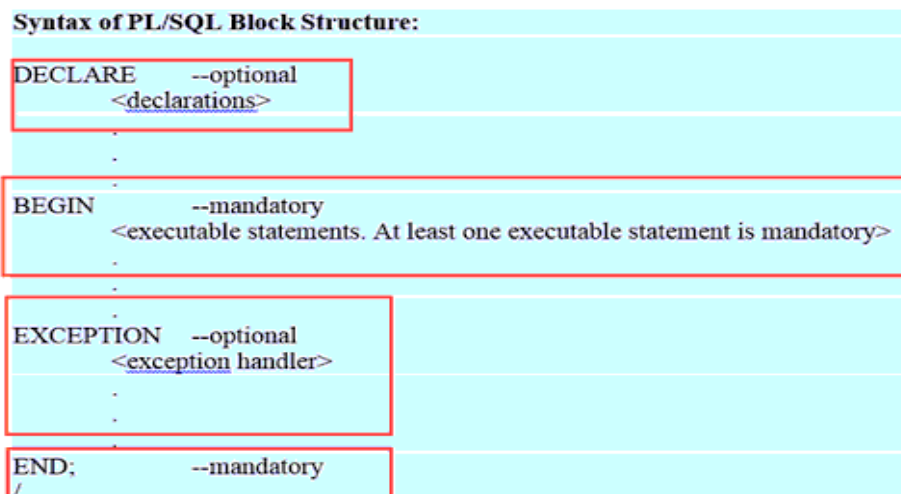 Syntax of PL/SQL Block Structure:
DECLARE --optional
<declarations>
.
.
.
BEGIN --mandatory
<executable statements. At least one executable statement is mandatory>
.
.
.
EXCEPTION --optional
<exception handler>
.
.
.
END; --mandatory
/